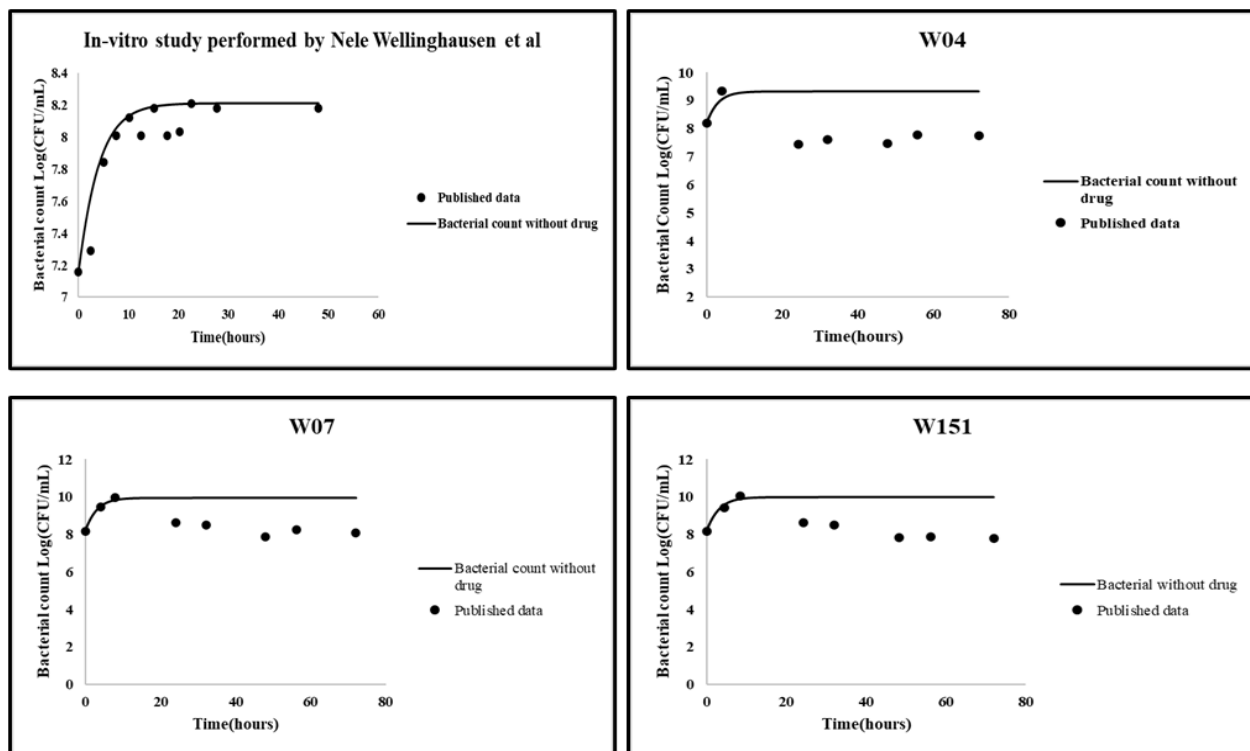 In-vitro study performed by Nele Wellinghausen et al
Bacterial count Log(CFU/mL)
8.4
8.2
8
7.8
7.6
7.4
7.2
7
0 10 20 30 40 50 60
Time(hours)
Published data
Bacterial count without drug
W04
Bacterial Count Log(CFU/mL)
10
9
8
7
6
5
4
3
2
0 20 40 60 80
Time(hours)
Bacterial count without
drug
Published data
W07
Bacterial count Log(CFU/mL)
12
10
8
6
4
2
0
0 20 40 60 80
Time(hours)
Bacterial count without
drug
Published data
W151
Bacterial count Log(CFU/mL)
12
10
8
6
4
2
0
0 20 40 60 80
Time(hours)
Bacterial without drug
Published data